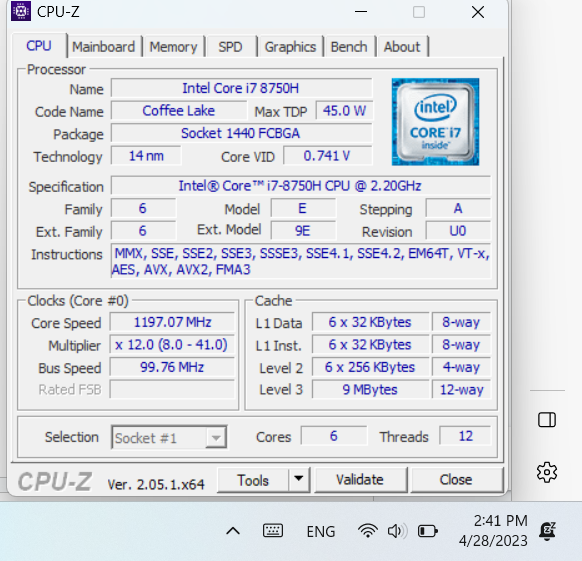 CPU-Z
CPU Mainboard Memory SPD Graphics Bench About
Processor
Name Intel Core i7 8750H
Code Name Coffee Lake Max TDP 45.0 W
Package Socket 1440 FCBGA
Technology 14 nm Core VID 0.741 V
intel®
CORE i7
inside™
Specification Intel® Core™ i7-8750H CPU @ 2.20GHz
Family 6 Model E Stepping A
Ext. Family 6 Ext. Model 9E Revision U0
Instructions MMX, SSE, SSE2, SSE3, SSSE3, SSE4.1, SSE4.2, EM64T, VT-x,
AES, AVX, AVX2, FMA3
Clocks (Core #0)
Core Speed 1197.07 MHz
Multiplier x 12.0 (8.0 - 41.0)
Bus Speed 99.76 MHz
Rated FSB
Cache
L1 Data 6 x 32 KBytes 8-way
L1 Inst. 6 x 32 KBytes 8-way
Level 2 6 x 256 KBytes 4-way
Level 3 9 MBytes 12-way
Selection Socket #1 Cores 6 Threads 12
CPU-Z Ver. 2.05.1.x64 Tools Validate Close
ENG 2:41 PM
4/28/2023